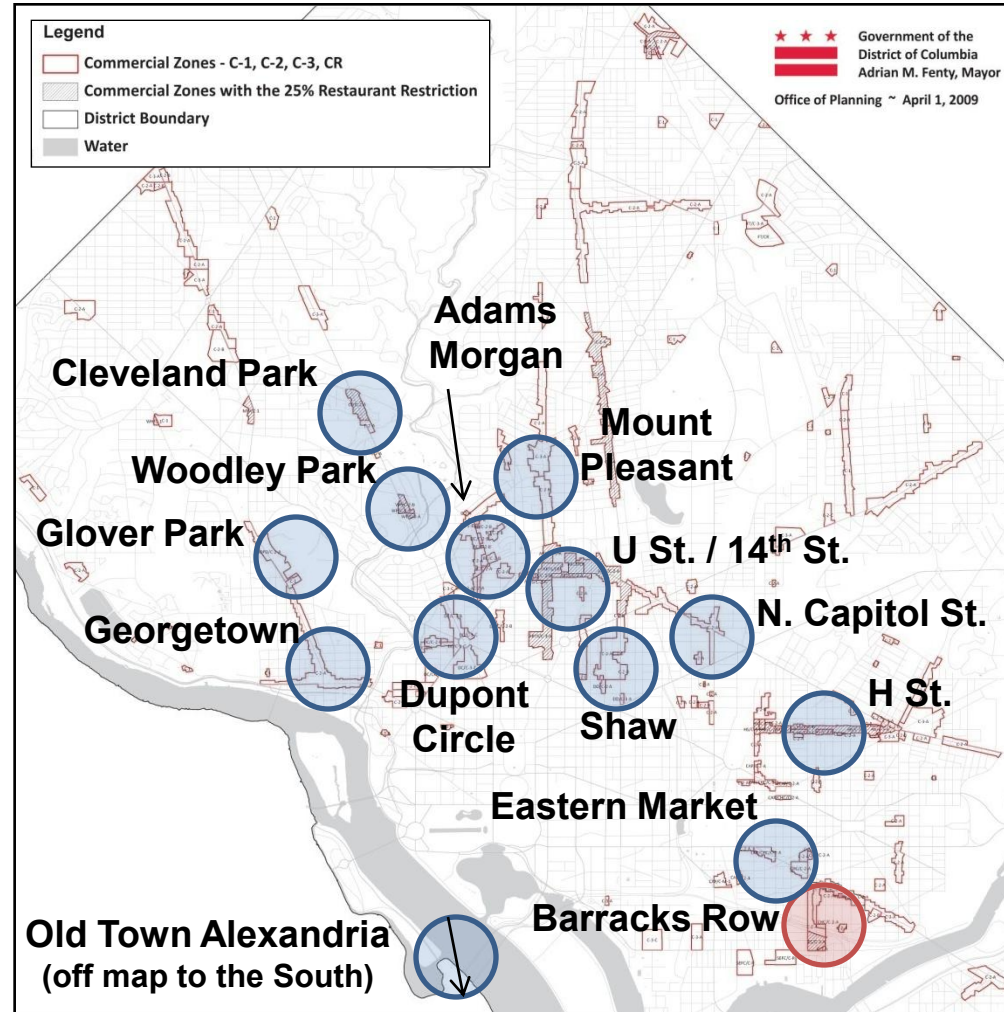 Legend
Commercial Zones - C-1, C-2, C-3, CR
Commercial Zones with the 25% Restaurant Restriction
District Boundary
Water
Government of the
District of Columbia
Adrian M. Fenty, Mayor
Office of Planning ~ April 1, 2009
Adams
Morgan
Cleveland Park
Mount
Pleasant
Woodley Park
Glover Park
U St. / 14th St.
Georgetown
N. Capitol St.
Dupont
Circle
Shaw
H St.
Eastern Market
Barracks Row
Old Town Alexandria
(off map to the South)